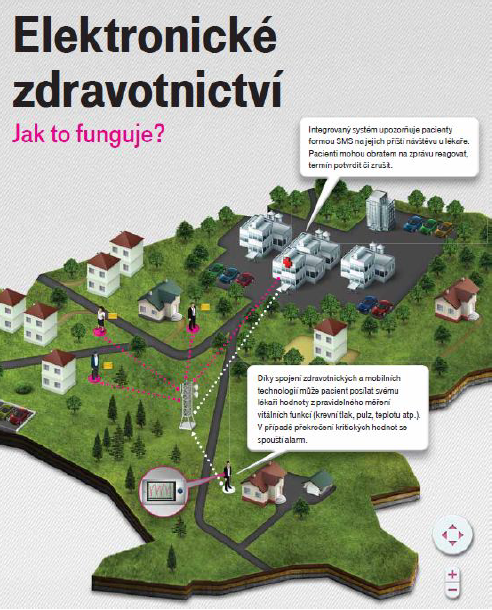 Elektronické
zdravotnictví
Jak to funguje?
Integrovaný systém upozorňuje pacienty
formou SMS na jejich příští návštěvu u lékaře.
Pacienti mohou obratem na zprávu reagovat,
termín potvrdit či zrušit.
Díky spojení zdravotnických a mobilních
technologií může pacient posílat svému
lékaři hodnoty z pravidelného měření
vitálních funkcí (krevní tlak, pulz, teplotu atp.).
V případě překročení kritických hodnot se
spouští alarm.
+
−